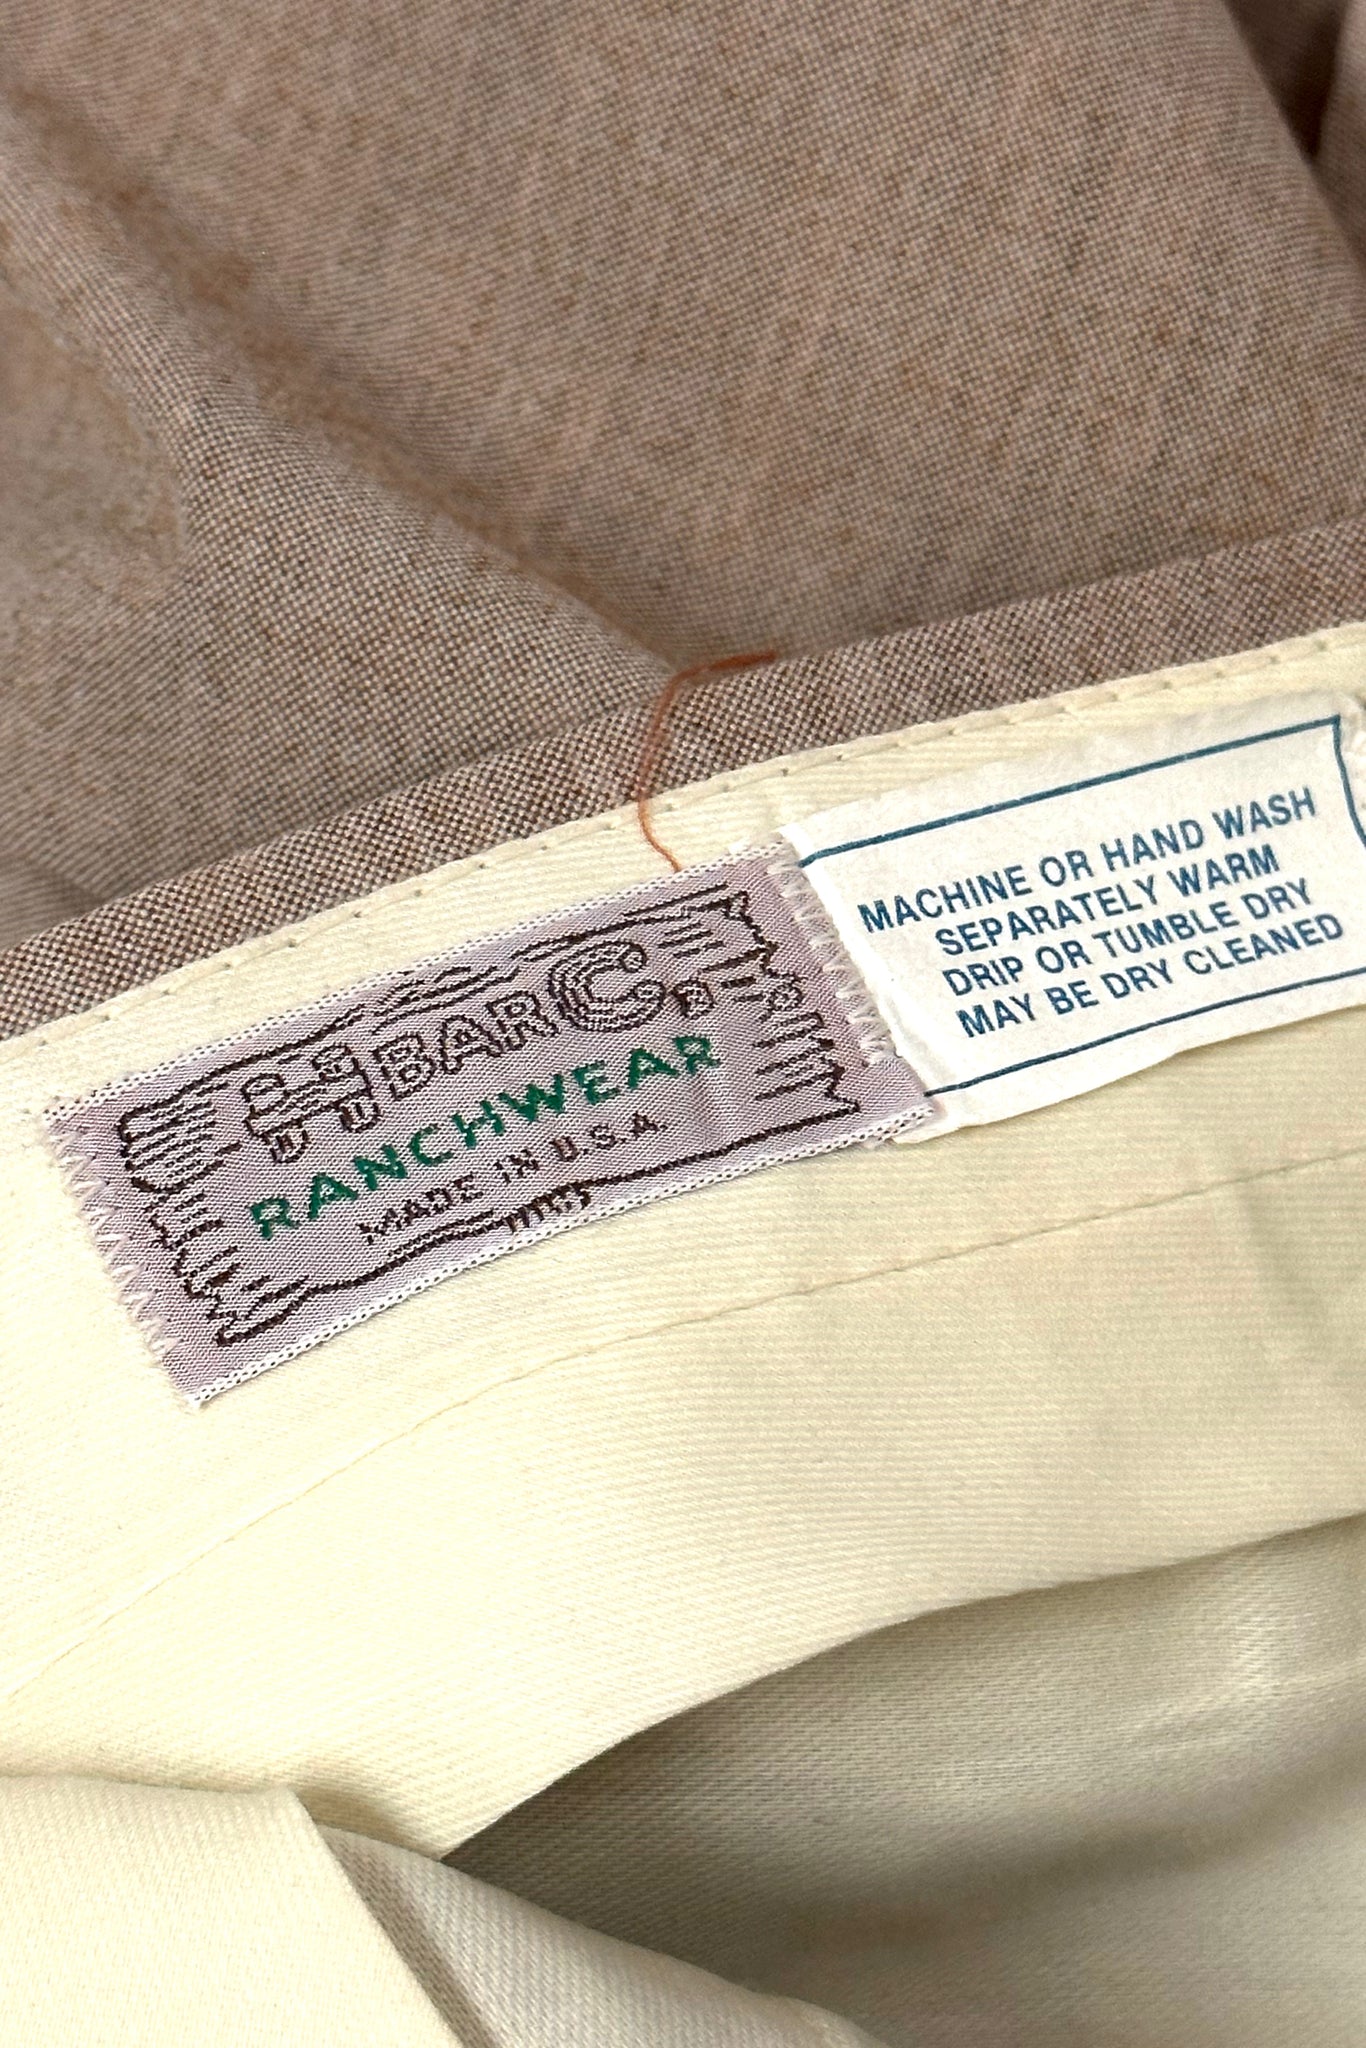 H BAR C
RANCHWEAR
MADE IN U.S.A.
MACHINE OR HAND WASH
SEPARATELY WARM
DRIP OR TUMBLE DRY
MAY BE DRY CLEANED